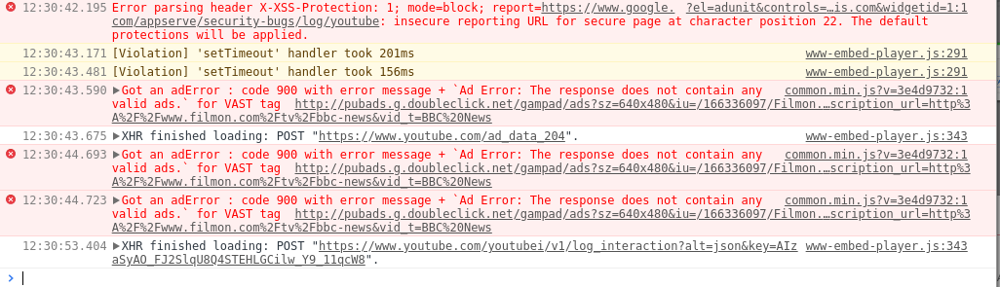 12:30:42.195 Error parsing header X-XSS-Protection: 1; mode=block; report=https://www.google. ?el=adunit&controls=…is.com&widgetid=1:1
com/appserve/security-bugs/log/youtube: insecure reporting URL for secure page at character position 22. The default
protections will be applied.
12:30:43.171 [Violation] 'setTimeout' handler took 201ms www-embed-player.js:291
12:30:43.481 [Violation] 'setTimeout' handler took 156ms www-embed-player.js:291
12:30:43.590 ▶Got an adError : code 900 with error message + `Ad Error: The response does not contain any common.min.js?v=3e4d9732:1
valid ads.` for VAST tag http://pubads.g.doubleclick.net/gampad/ads?sz=640x480&iu=/166336097/Filmon.…scription_url=http%3
A%2F%2Fwww.filmon.com%2Ftv%2Fbbc-news&vid_t=BBC%20News
12:30:43.675 ▶XHR finished loading: POST "https://www.youtube.com/ad_data_204". www-embed-player.js:343
12:30:44.693 ▶Got an adError : code 900 with error message + `Ad Error: The response does not contain any common.min.js?v=3e4d9732:1
valid ads.` for VAST tag http://pubads.g.doubleclick.net/gampad/ads?sz=640x480&iu=/166336097/Filmon.…scription_url=http%3
A%2F%2Fwww.filmon.com%2Ftv%2Fbbc-news&vid_t=BBC%20News
12:30:44.723 ▶Got an adError : code 900 with error message + `Ad Error: The response does not contain any common.min.js?v=3e4d9732:1
valid ads.` for VAST tag http://pubads.g.doubleclick.net/gampad/ads?sz=640x480&iu=/166336097/Filmon.…scription_url=http%3
A%2F%2Fwww.filmon.com%2Ftv%2Fbbc-news&vid_t=BBC%20News
12:30:53.404 ▶XHR finished loading: POST "https://www.youtube.com/youtubei/v1/log_interaction?alt=json&key=AIz www-embed-player.js:343
aSyAO_FJ2SlqU8Q4STEHLGCilw_Y9_11qcW8".